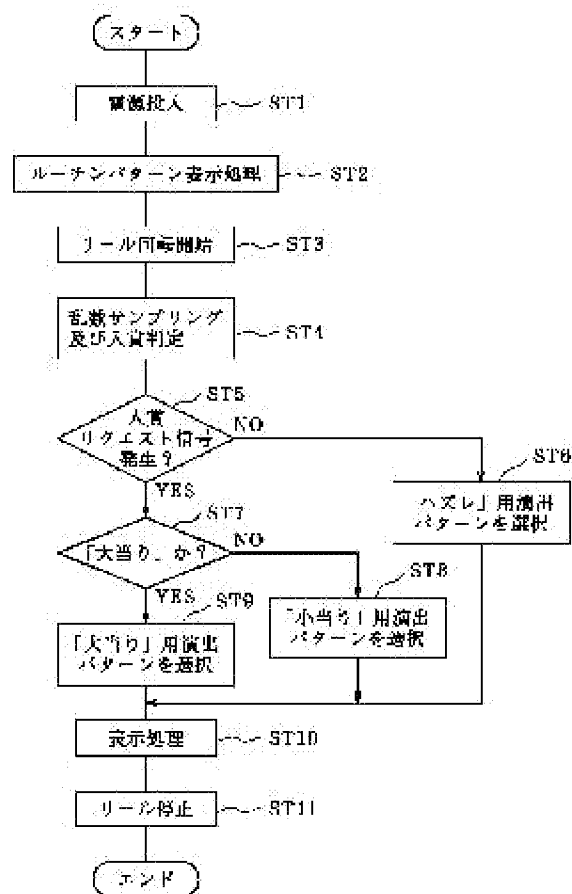 スタート
電源投入 ST1
ルーチンパターン表示処理 ST2
リール回転開始 ST3
乱数サンプリング
及び入賞判定 ST4
ST5
入賞
リクエスト信号
発生？
NO
YES
ST6
ハズレ」用演出
パターンを選択
ST7
「大当り」か？
NO
YES
ST8
「小当り」用演出
パターンを選択
ST9
「大当り」用演出
パターンを選択
表示処理 ST10
リール停止 ST11
エンド